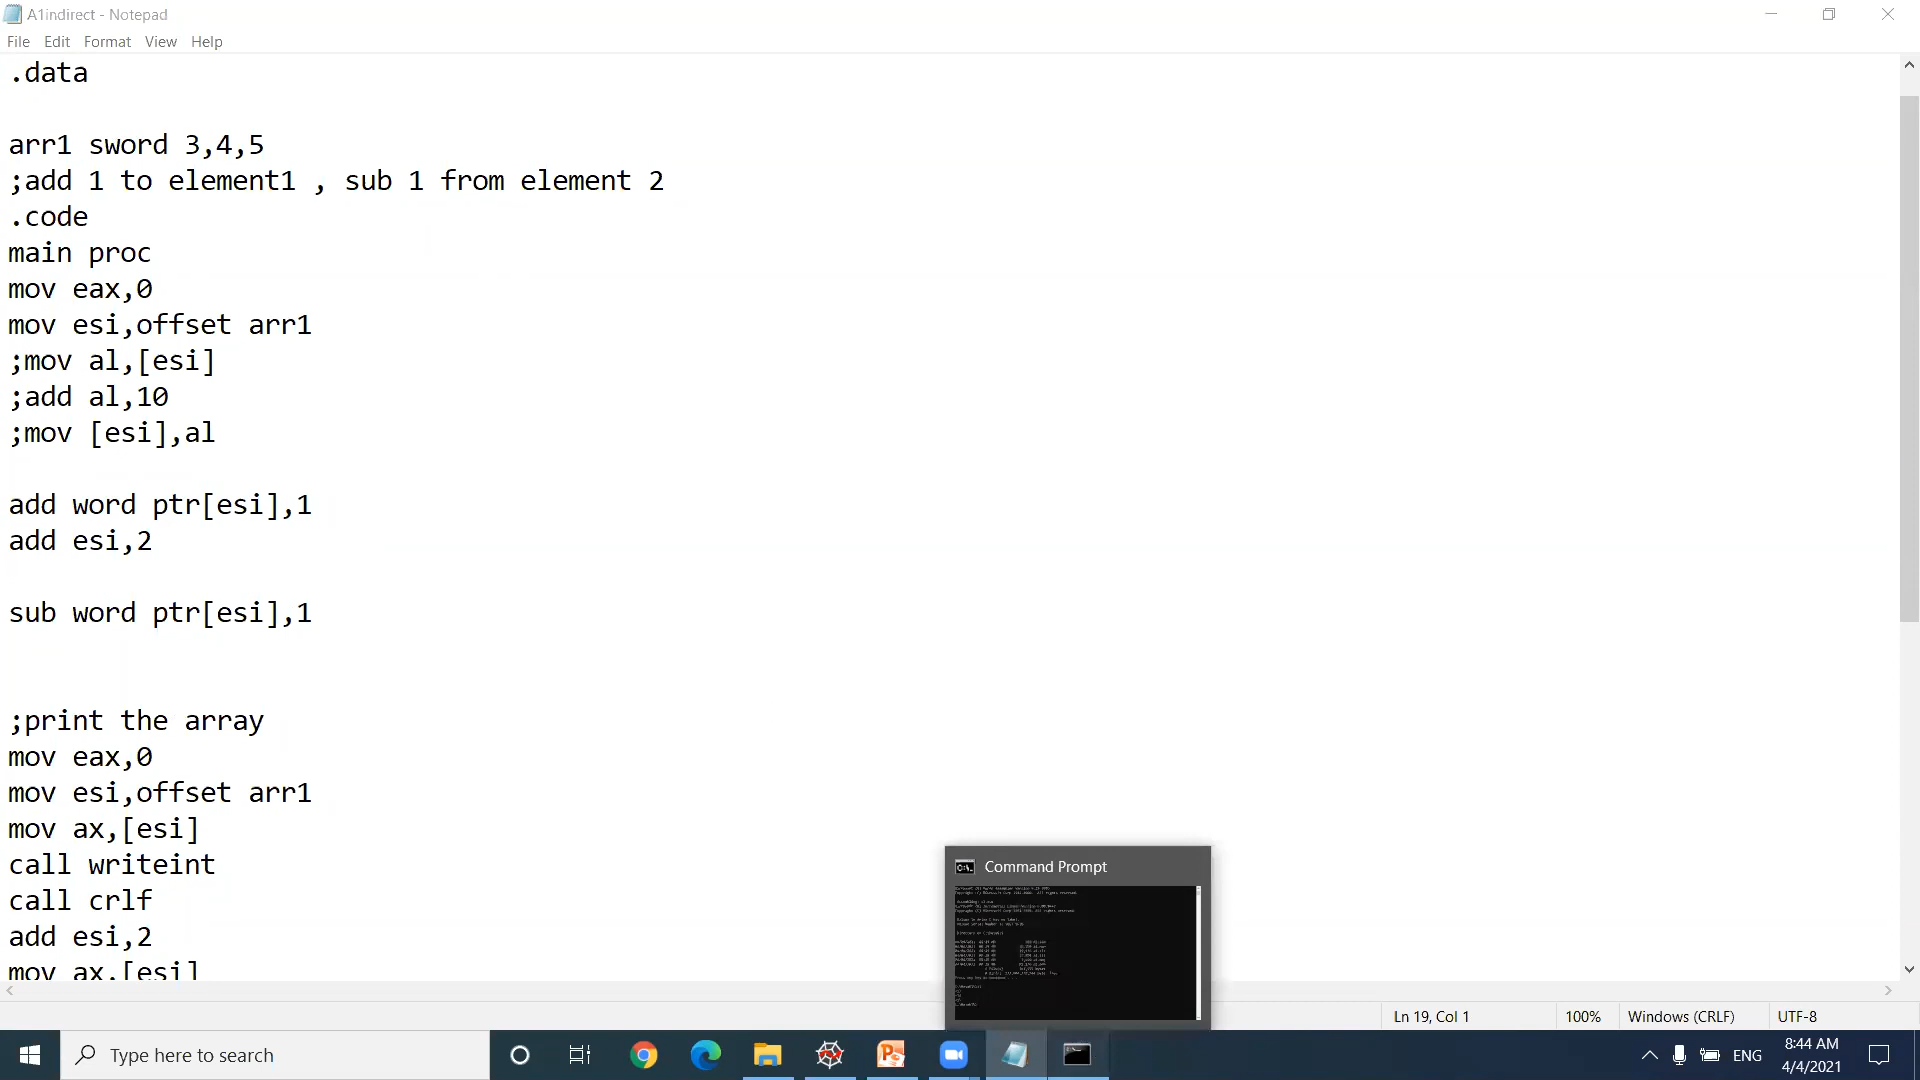 A1indirect - Notepad
File Edit Format View Help
.data
arr1 sword 3,4,5
;add 1 to element1 , sub 1 from element 2
.code
main proc
mov eax,0
mov esi,offset arr1
;mov al,[esi]
;add al,10
;mov [esi],al
add word ptr[esi],1
add esi,2
sub word ptr[esi],1
;print the array
mov eax,0
mov esi,offset arr1
mov ax,[esi]
call writeint
call crlf
add esi,2
mov ax,[esi]
Command Prompt
Ln 19, Col 1
100%
Windows (CRLF)
UTF-8
Type here to search
ENG
8:44 AM
4/4/2021